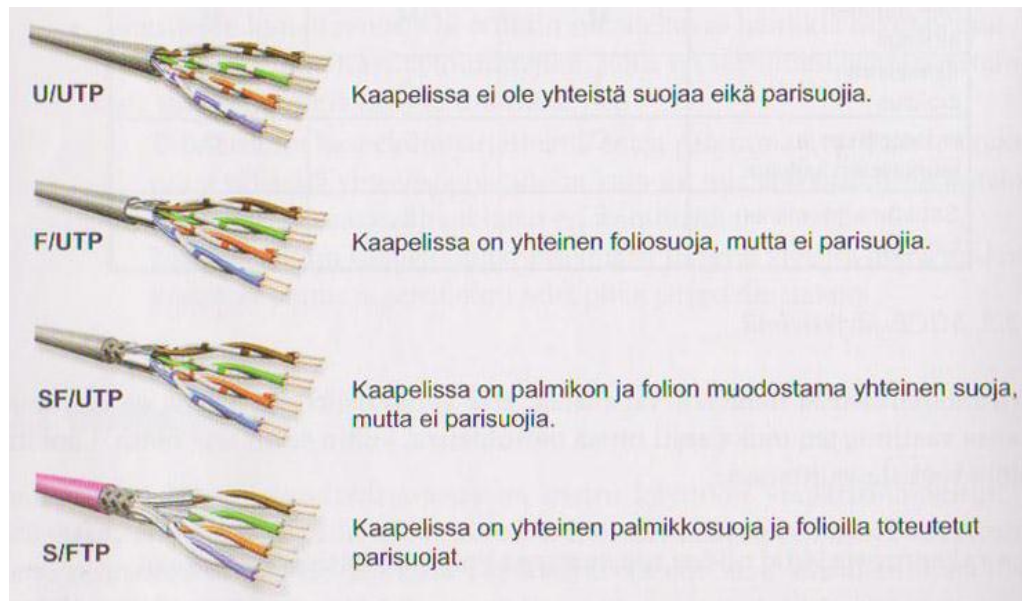 U/UTP
Kaapelissa ei ole yhteistä suojaa eikä parisuojia.
F/UTP
Kaapelissa on yhteinen foliosuoja, mutta ei parisuojia.
SF/UTP
Kaapelissa on palmikon ja folion muodostama yhteinen suoja,
mutta ei parisuojia.
S/FTP
Kaapelissa on yhteinen palmikkosuoja ja folioilla toteutetut
parisuojat.